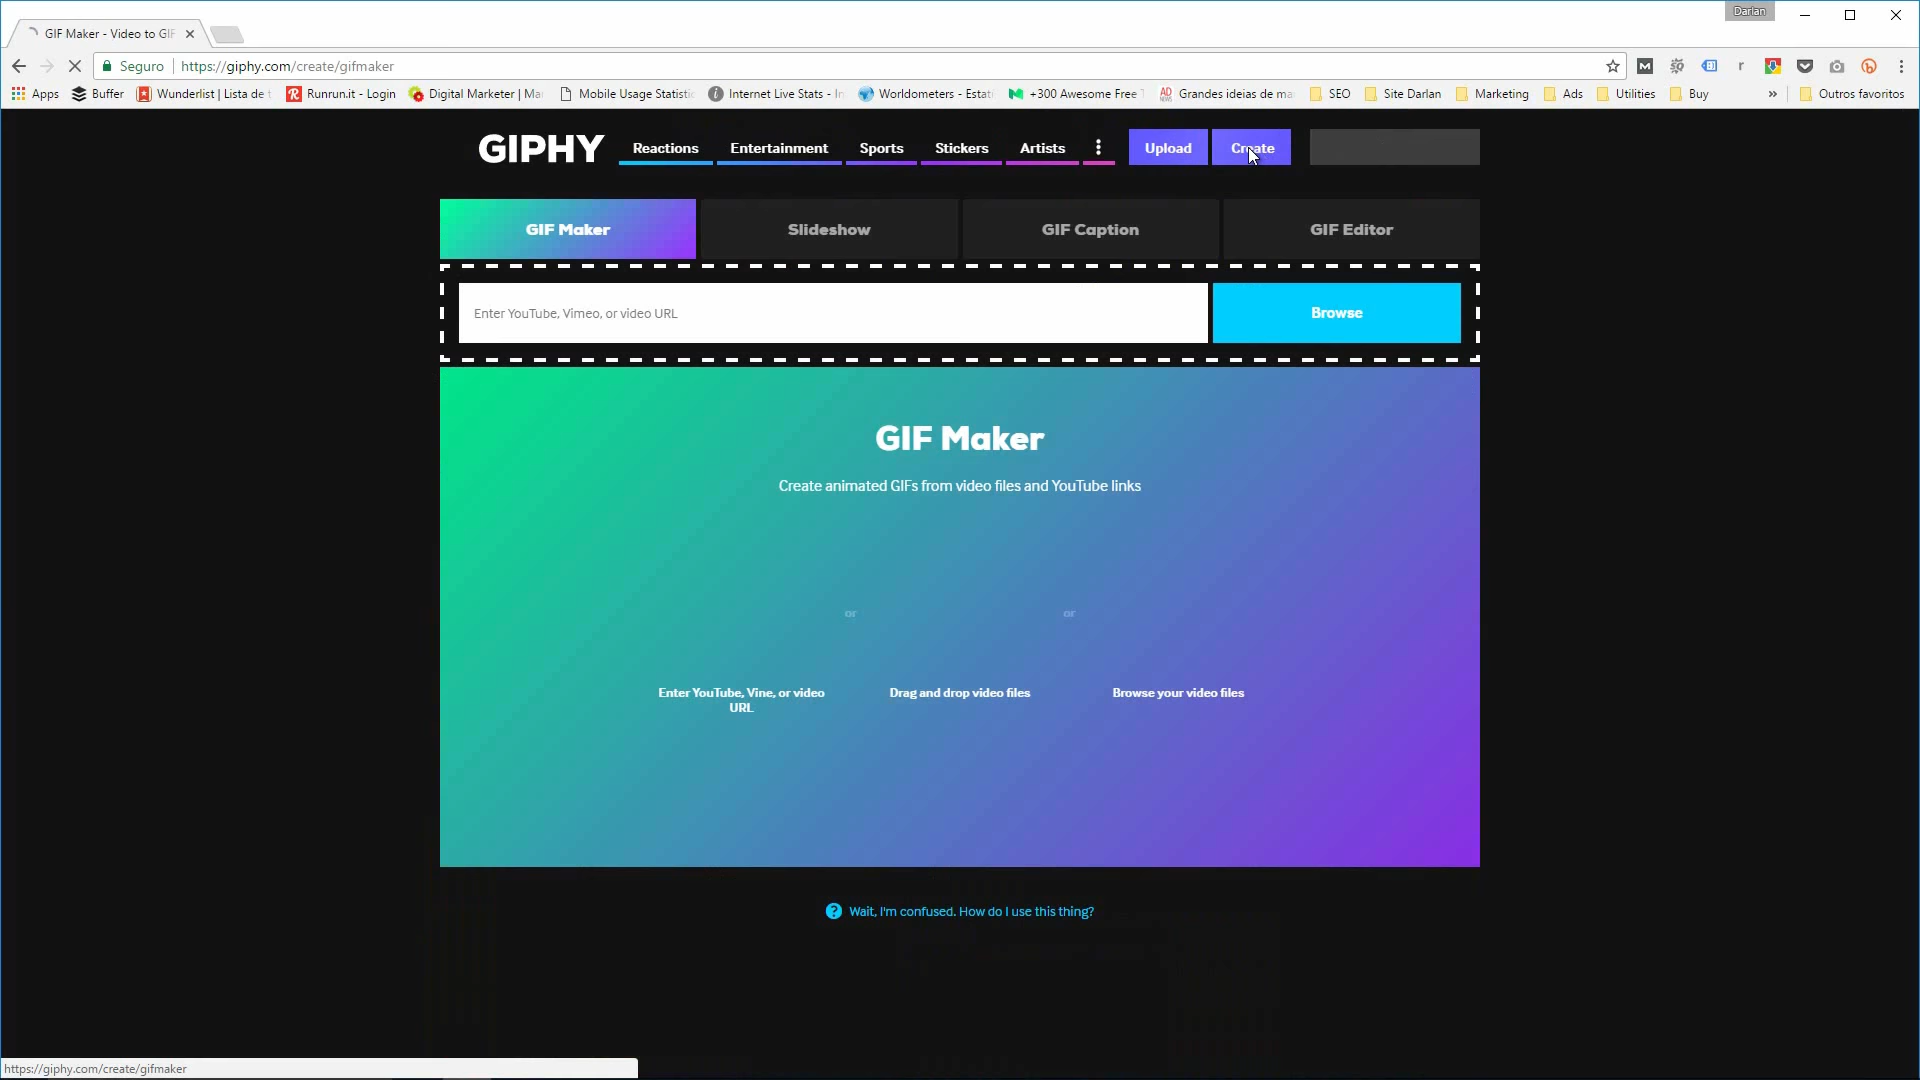 Darlan
GIF Maker - Video to GIF
Seguro https://giphy.com/create/gifmaker
Apps Buffer Wunderlist | Lista de t Runrun.it - Login Digital Marketer | Ma Mobile Usage Statistic Internet Live Stats - In Worldometers - Estat +300 Awesome Free T AD NEWS Grandes ideias de ma SEO Site Darlan Marketing Ads Utilities Buy » Outros favoritos
GIPHY Reactions Entertainment Sports Stickers Artists Upload Create
GIF Maker Slideshow GIF Caption GIF Editor
Enter YouTube, Vimeo, or video URL Browse
GIF Maker
Create animated GIFs from video files and YouTube links
or or
Enter YouTube, Vine, or video Drag and drop video files Browse your video files
URL
? Wait, I'm confused. How do I use this thing?
https://giphy.com/create/gifmaker